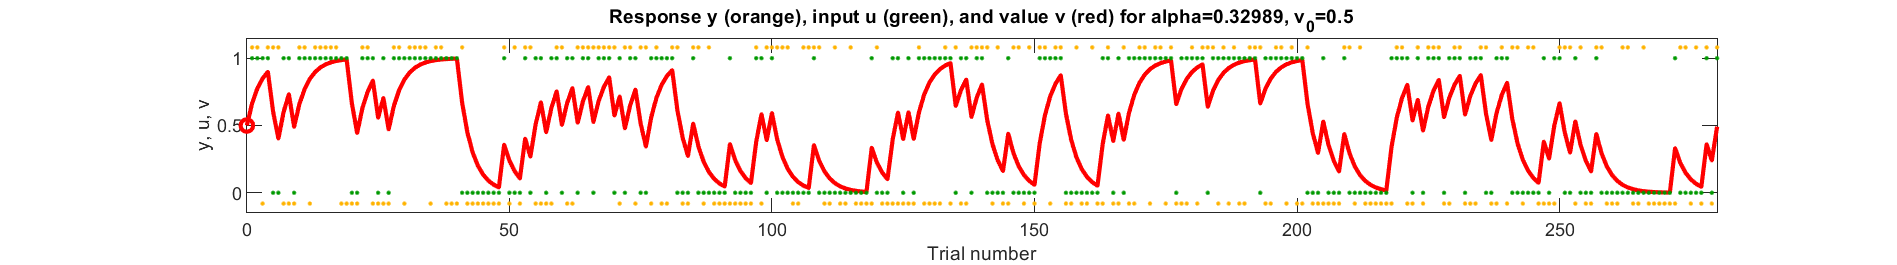 Response y (orange), input u (green), and value v (red) for alpha=0.32989, v0=0.5
y, u, v
1
0.5
0
0 50 100 150 200 250
Trial number